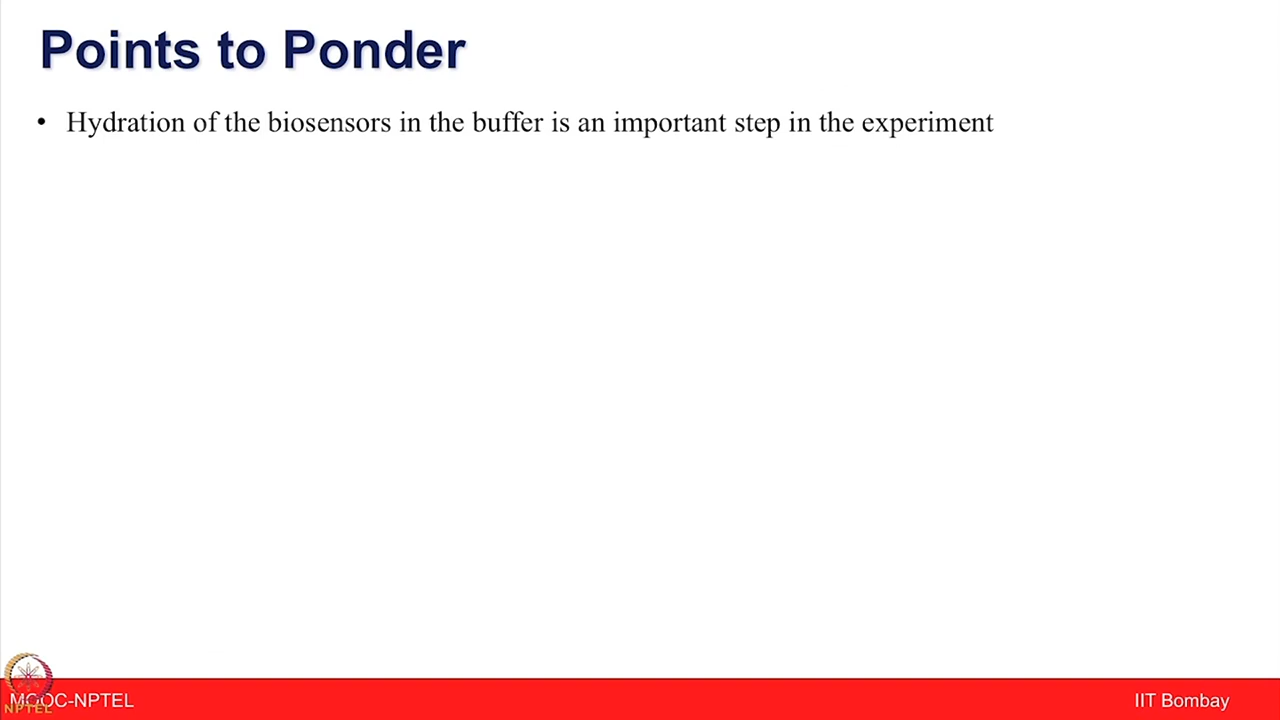 Points to Ponder
• Hydration of the biosensors in the buffer is an important step in the experiment
MOOC-NPTEL
NPTEL
IIT Bombay